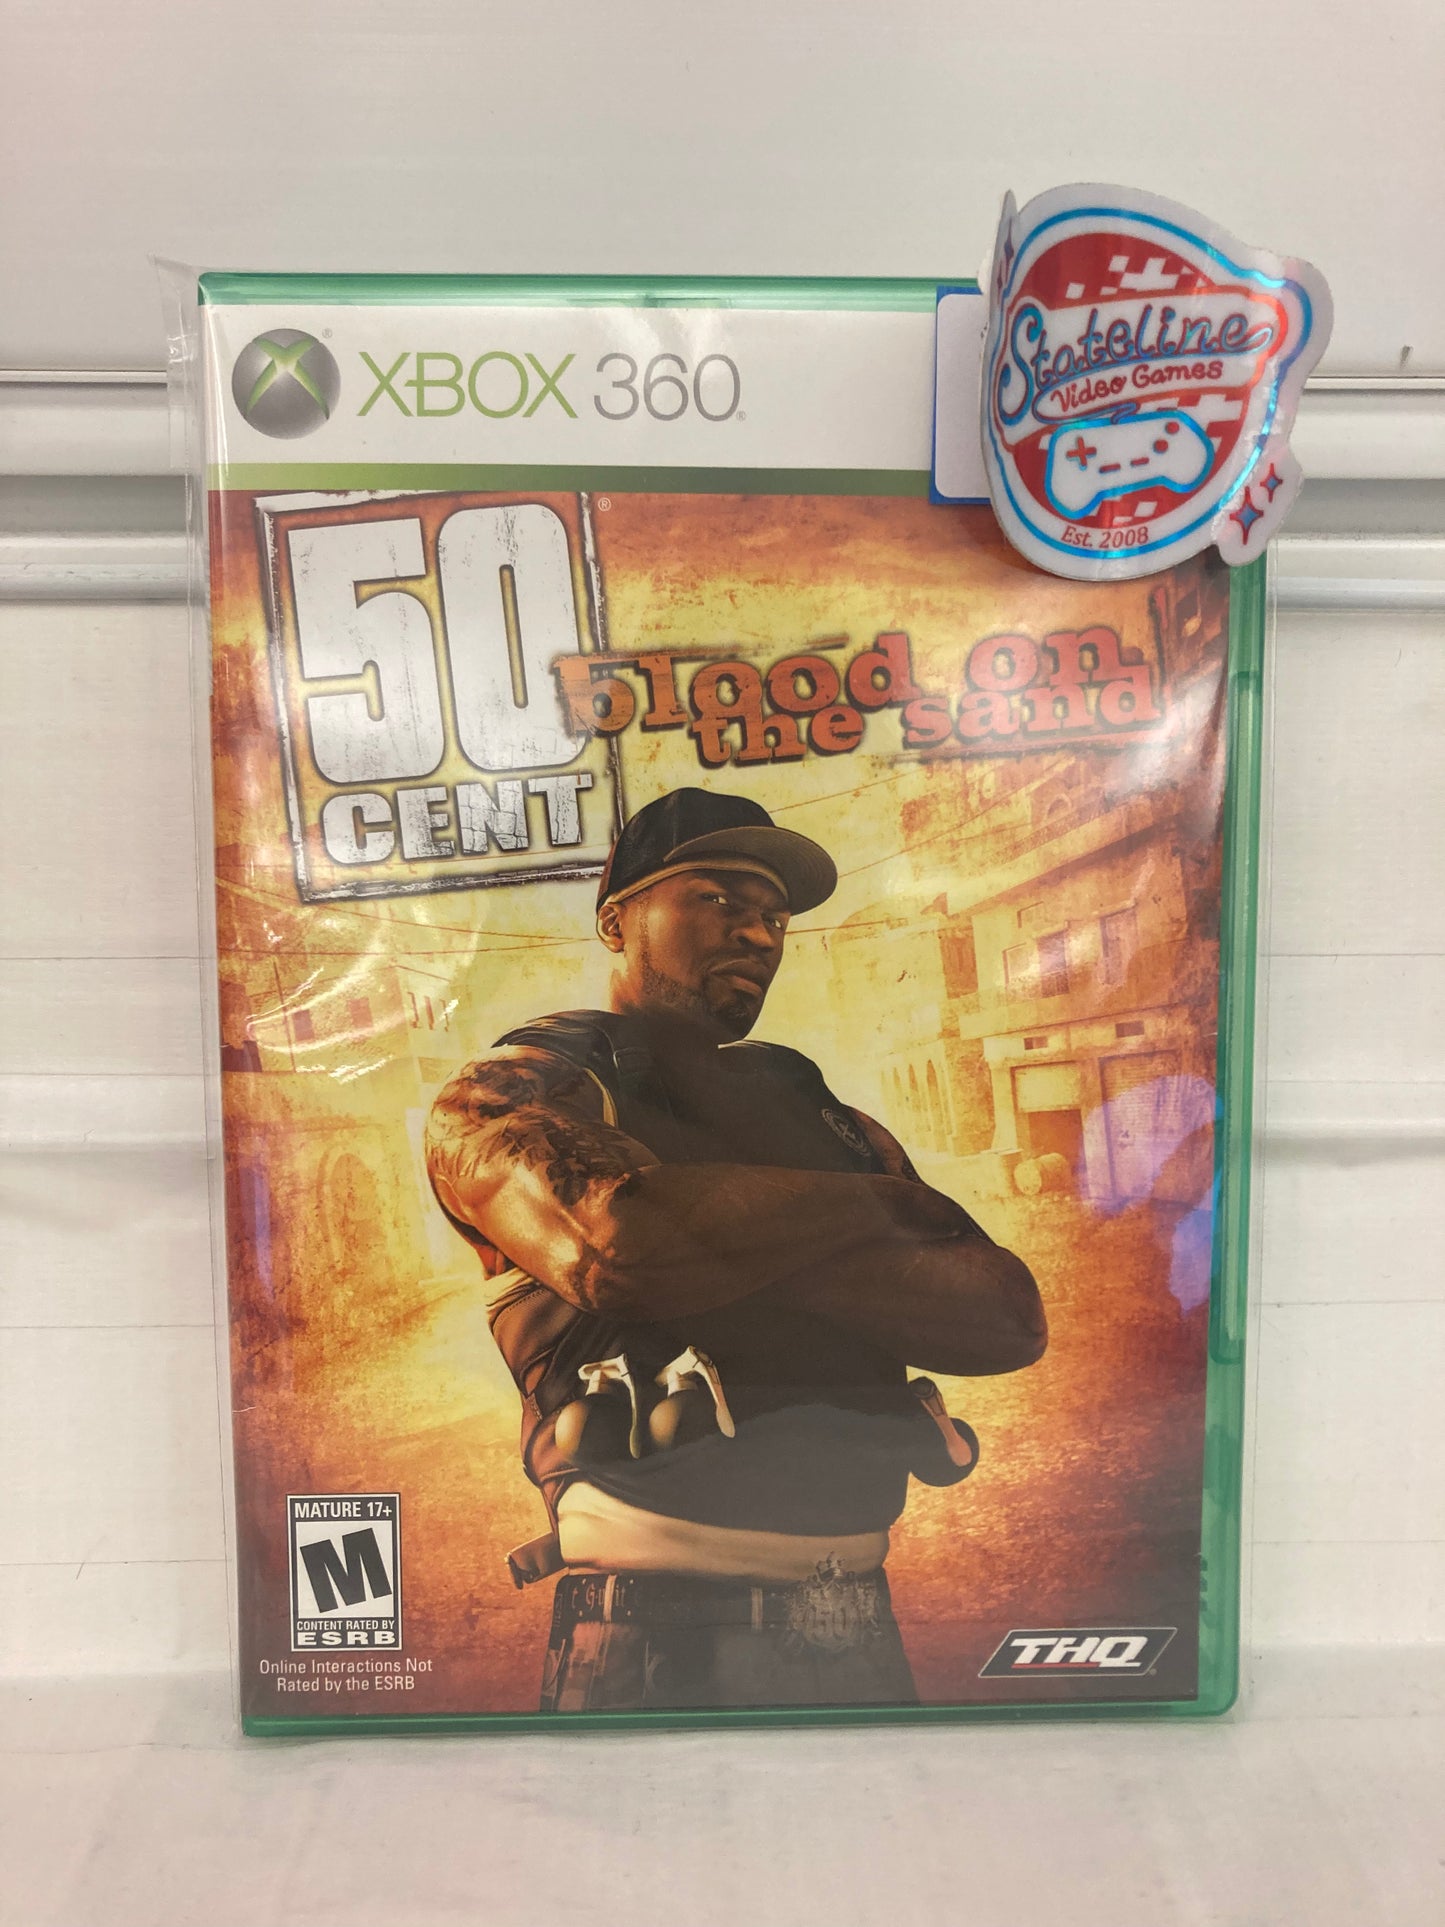 XBOX 360®
®
Stateline
Video Games
Est. 2008
50
CENT
®
blood on
the sand
MATURE 17+
M
CONTENT RATED BY
ESRB
Online Interactions Not
Rated by the ESRB
THQ®